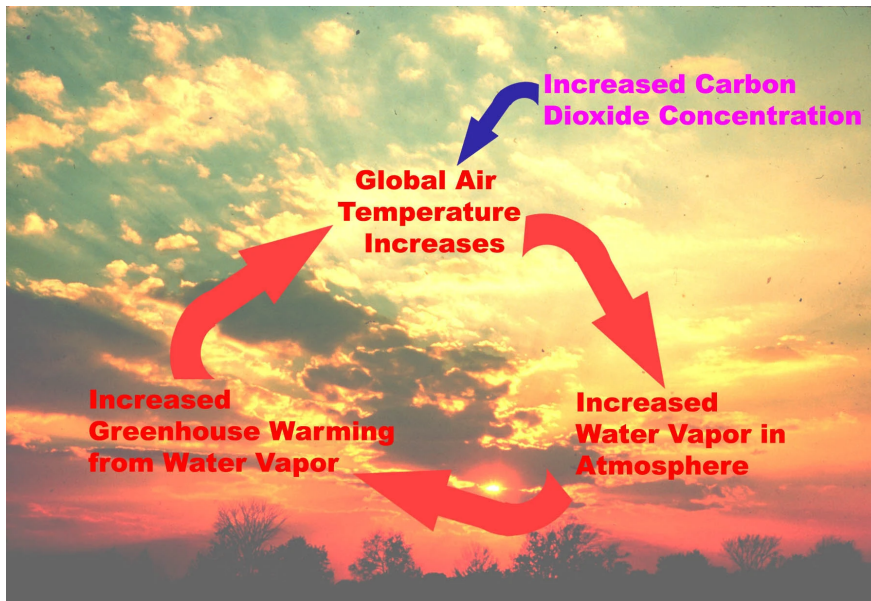 Increased Carbon
Dioxide Concentration
Global Air
Temperature
Increases
Increased
Water Vapor in
Atmosphere
Increased
Greenhouse Warming
from Water Vapor